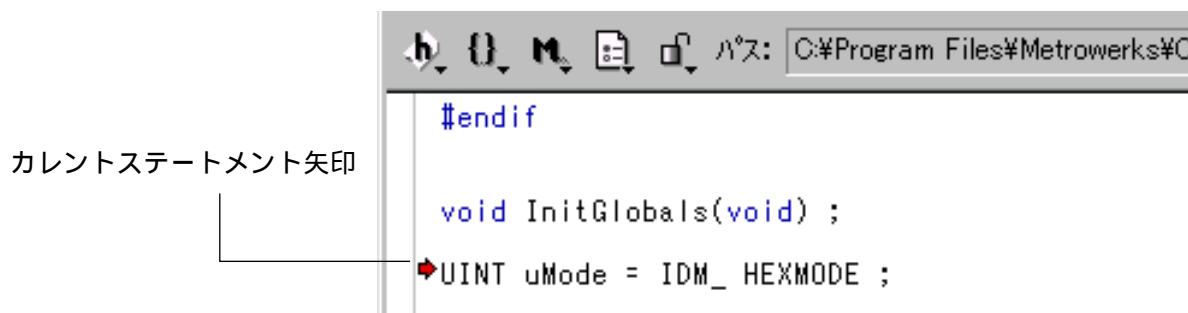 h {} M パス: C:¥Program Files¥Metrowerks¥C
#endif
カレントステートメント矢印
void InitGlobals(void) ;
UINT uMode = IDM_ HEXMODE ;